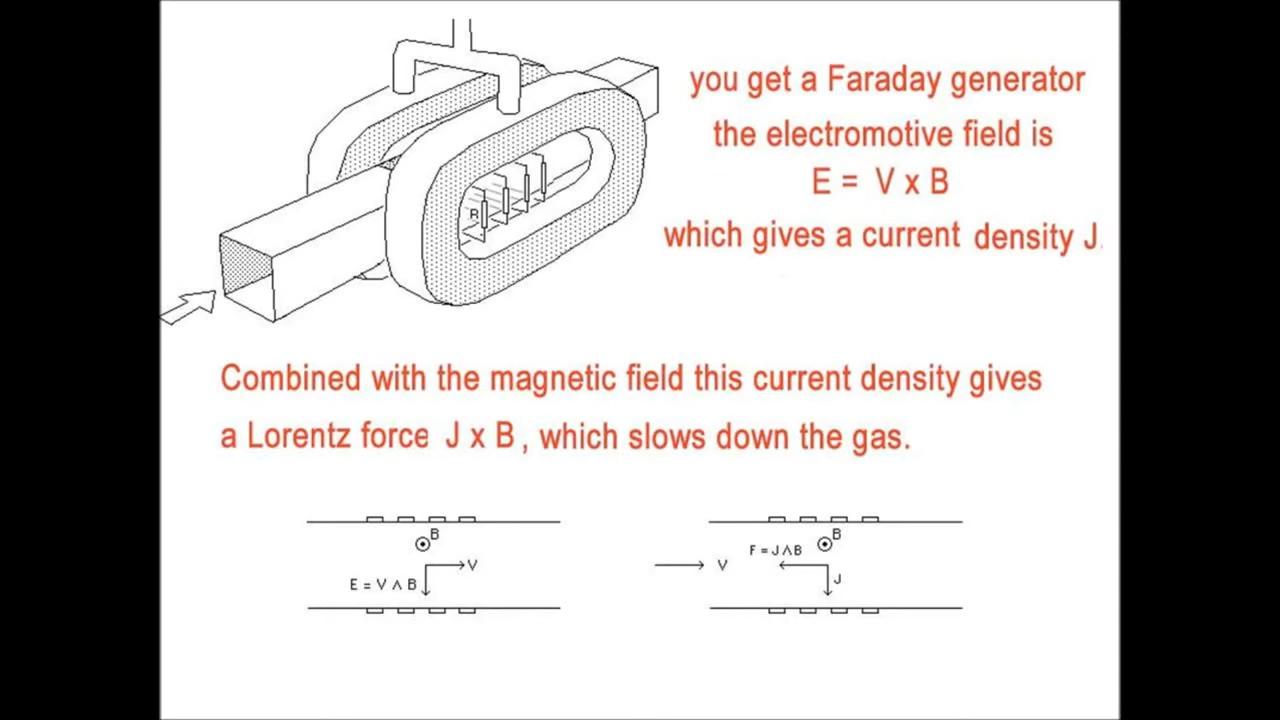 you get a Faraday generator
the electromotive field is
E = V x B
which gives a current density J.
R
Combined with the magnetic field this current density gives
a Lorentz force J x B, which slows down the gas.
B
V
E = V ∧ B
B
F = J∧B
V
J